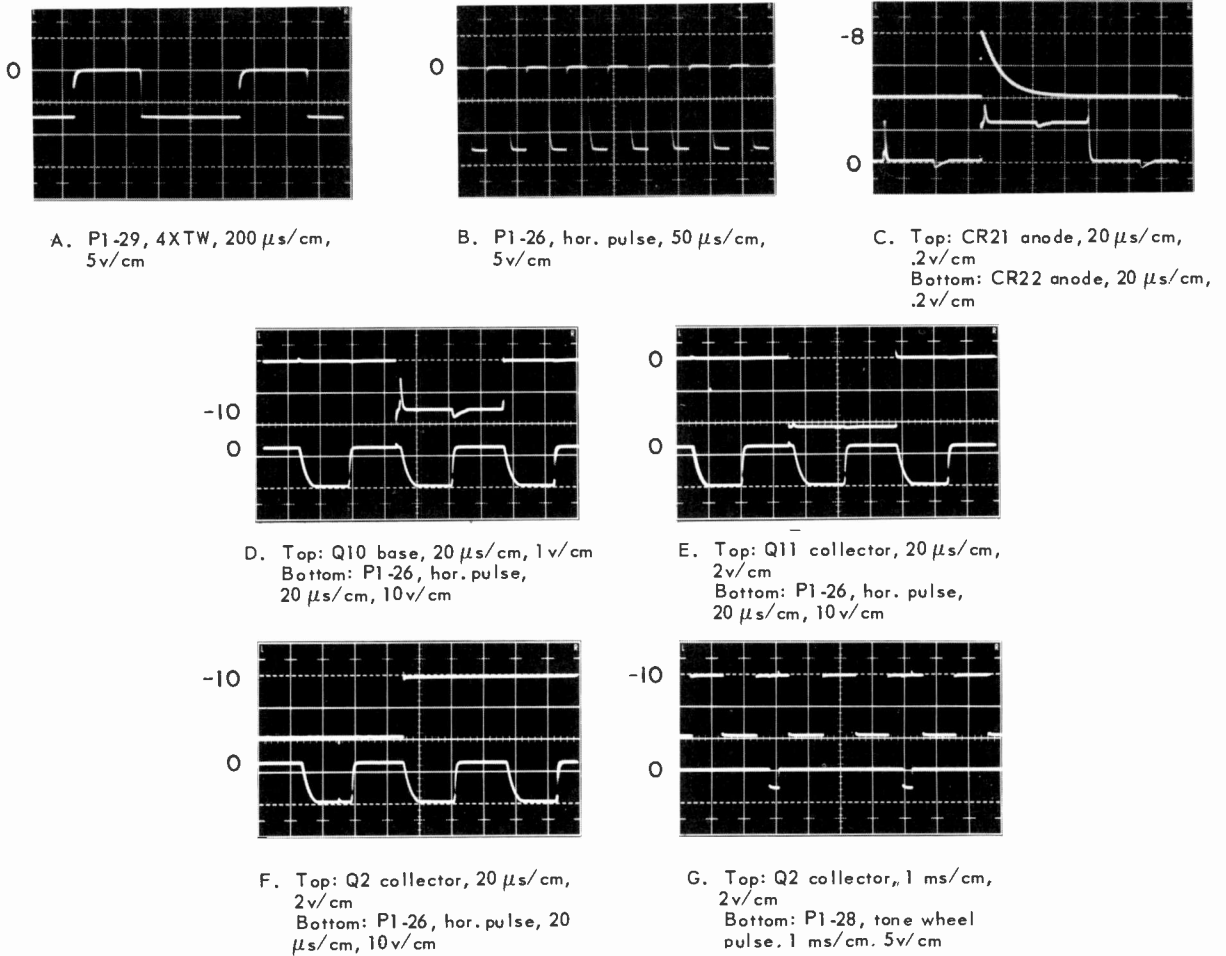 0
A. P1-29, 4XTW, 200 μs/cm,
5v/cm
0
B. P1-26, hor. pulse, 50 μs/cm,
5v/cm
-8
0
C. Top: CR21 anode, 20 μs/cm,
.2v/cm
Bottom: CR22 anode, 20 μs/cm,
.2v/cm
-10
0
D. Top: Q10 base, 20 μs/cm, 1v/cm
Bottom: P1-26, hor. pulse,
20 μs/cm, 10v/cm
0
0
E. Top: Q11 collector, 20 μs/cm,
2v/cm
Bottom: P1-26, hor. pulse,
20 μs/cm, 10v/cm
-10
0
F. Top: Q2 collector, 20 μs/cm,
2v/cm
Bottom: P1-26, hor. pulse, 20
μs/cm, 10v/cm
-10
0
G. Top: Q2 collector, 1 ms/cm,
2v/cm
Bottom: P1-28, tone wheel
pulse. 1 ms/cm. 5v/cm